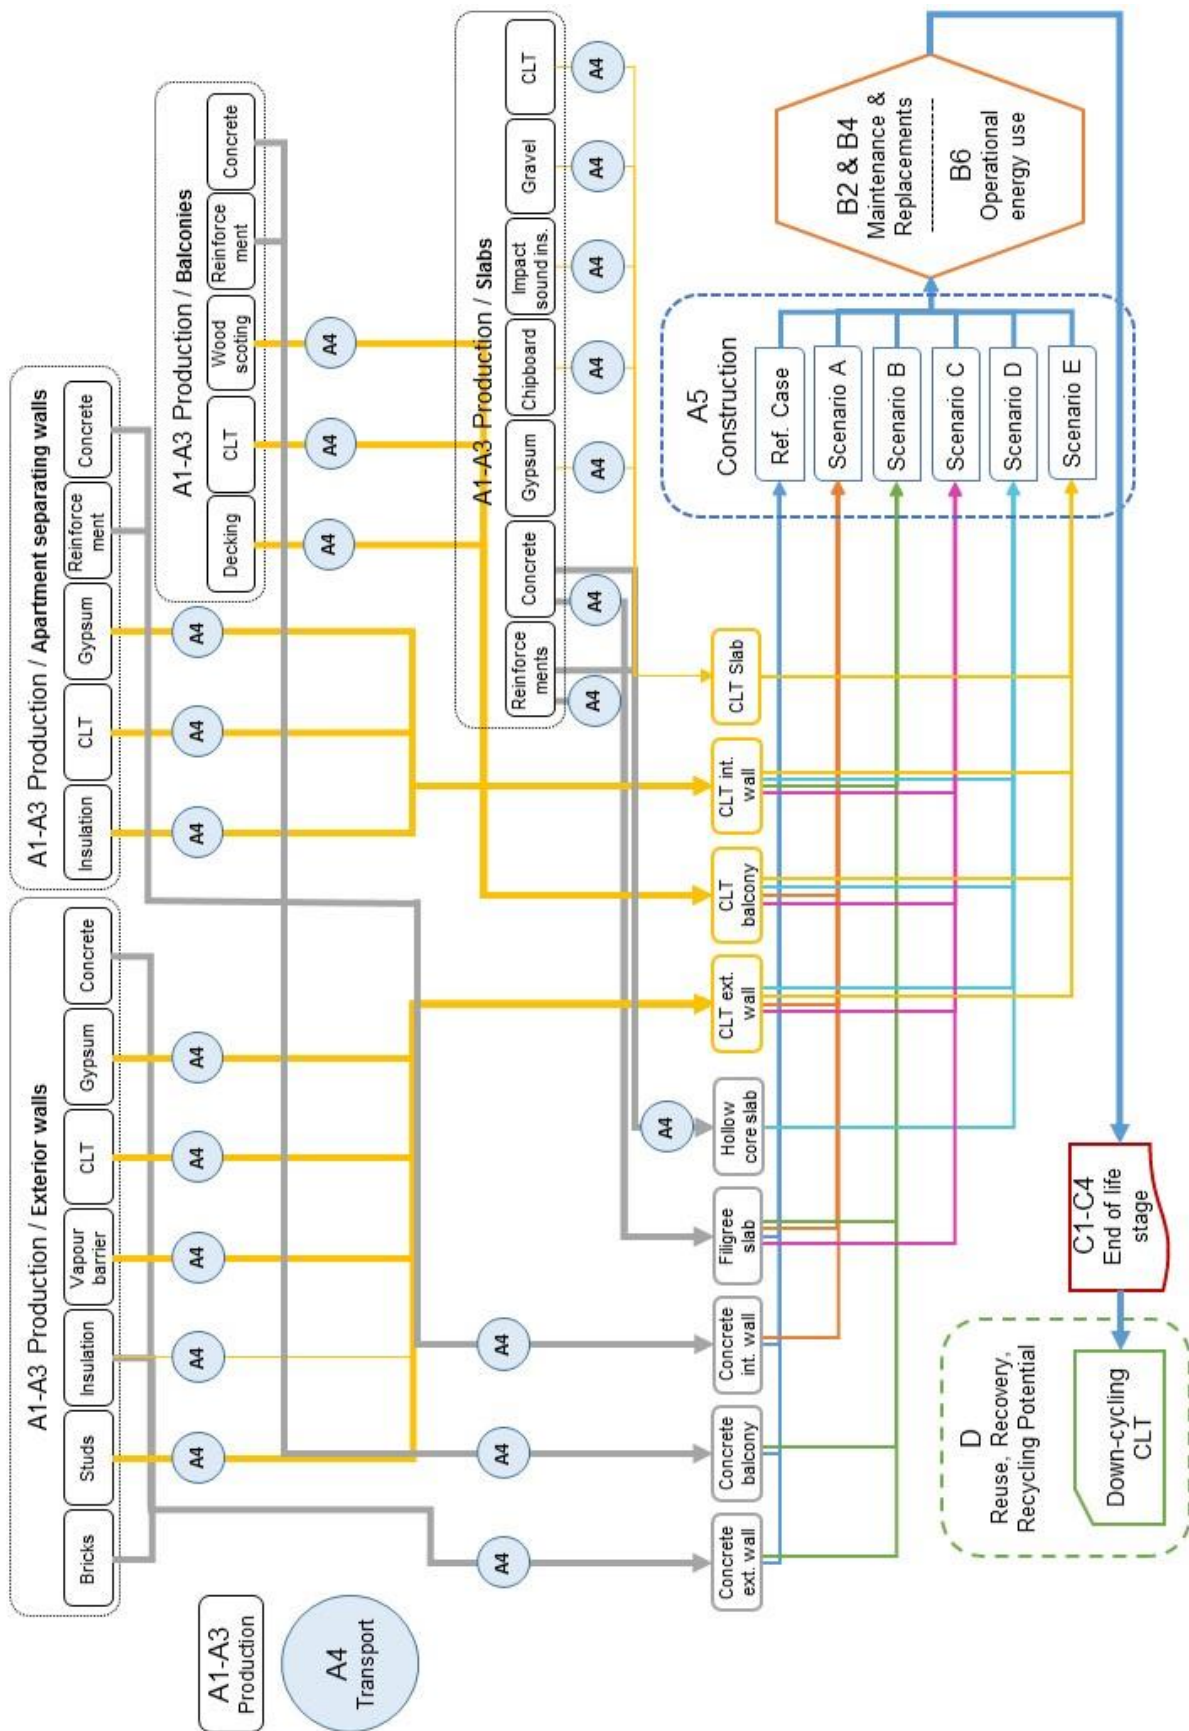 A1-A3 Production / Exterior walls
Bricks
Studs
Insulation
Vapour
barrier
CLT
Gypsum
Concrete
A4
A4
A4
A4
A4
A1-A3 Production / Apartment separating walls
Insulation
CLT
Gypsum
Reinforce
ment
Concrete
A4
A4
A4
A1-A3 Production / Balconies
Decking
CLT
Wood
scoting
Reinforce
ment
Concrete
A4
A4
A4
A1-A3 Production / Slabs
Reinforce
ments
Concrete
Gypsum
Chipboard
Impact
sound ins.
Gravel
CLT
A4
A4
A4
A4
A4
A4
A4
A1-A3
Production
A4
Transport
A4
A4
A4
A4
Concrete
ext. wall
Concrete
balcony
Concrete
int. wall
Filigree
slab
Hollow
core slab
CLT ext.
wall
CLT
balcony
CLT int.
wall
CLT Slab
A5
Construction
Ref. Case
Scenario A
Scenario B
Scenario C
Scenario D
Scenario E
B2 & B4
Maintenance &
Replacements
B6
Operational
energy use
D
Reuse, Recovery,
Recycling Potential
Down-cycling
CLT
C1-C4
End of life
stage